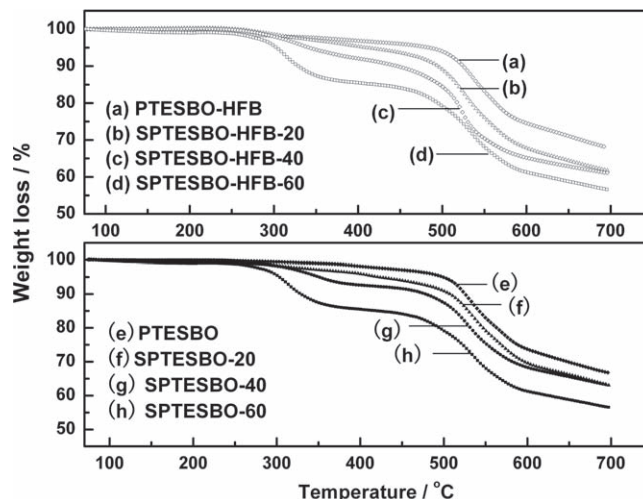 100
90
80
70
60
50
(a)
(b)
(c)
(d)
(a) PTESBO-HFB
(b) SPTESBO-HFB-20
(c) SPTESBO-HFB-40
(d) SPTESBO-HFB-60
100 200 300 400 500 600 700
Weight loss / %
100
90
80
70
60
50
(e)
(f)
(g)
(h)
(e) PTESBO
(f) SPTESBO-20
(g) SPTESBO-40
(h) SPTESBO-60
100 200 300 400 500 600 700
Temperature / °C